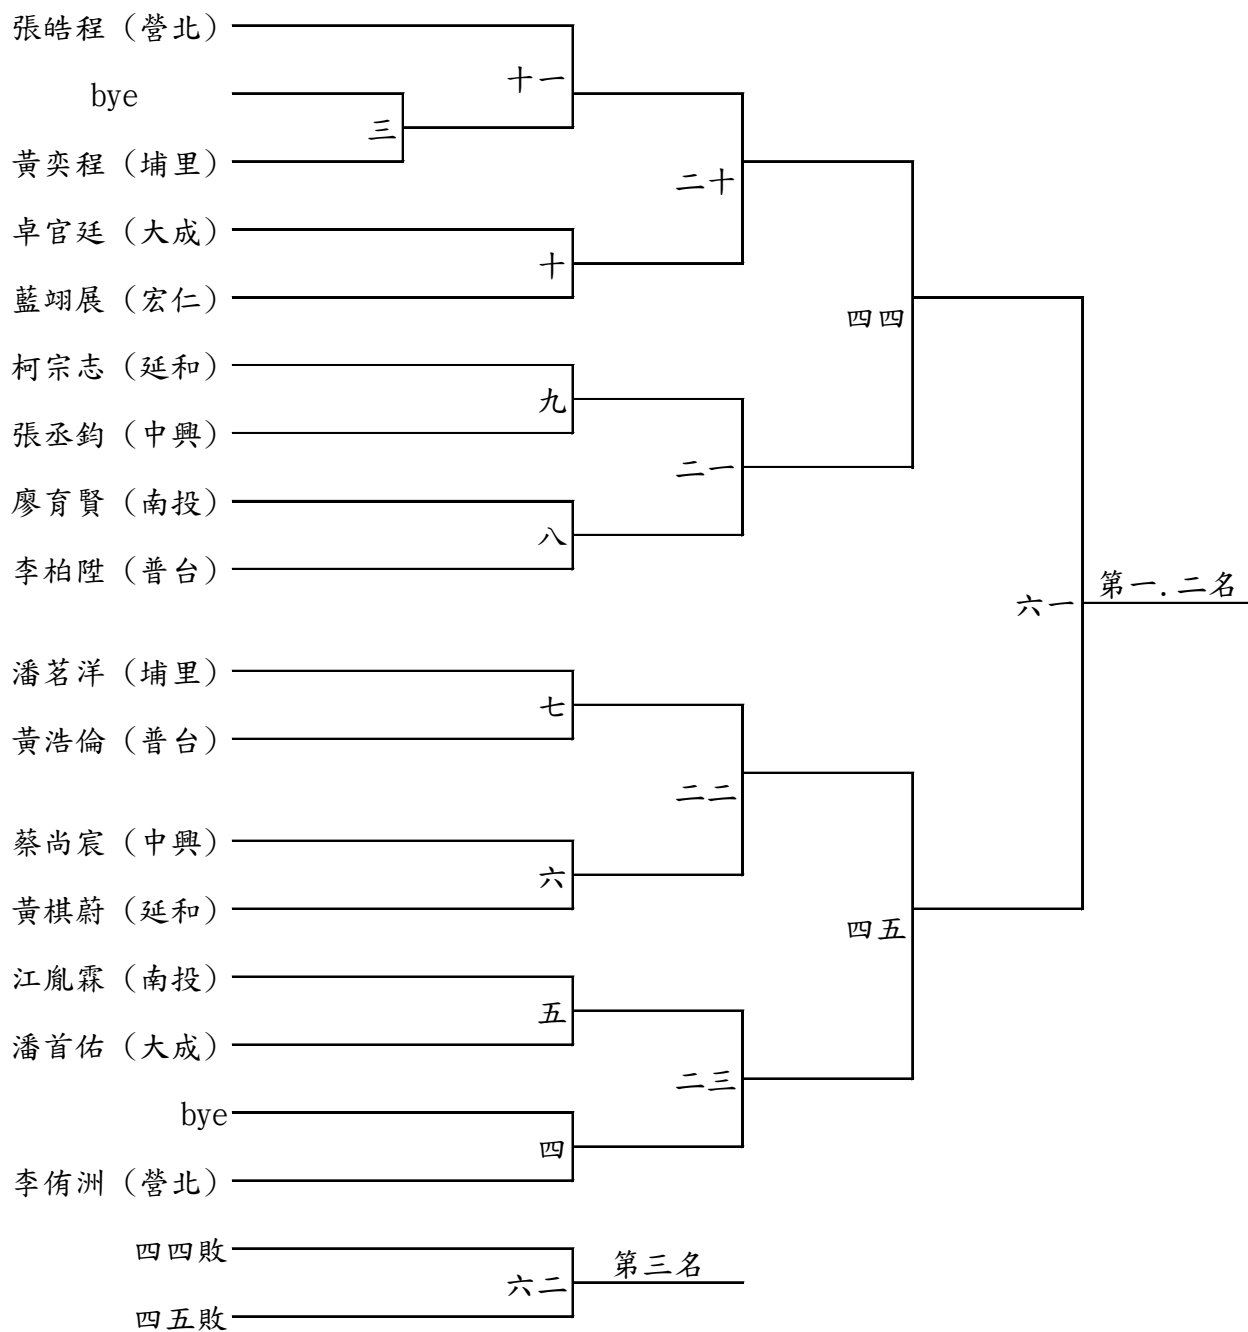 張皓程（營北）
十一
bye
三
黃奕程（埔里）
二十
卓官廷（大成）
十
藍翊展（宏仁）
四四
柯宗志（延和）
九
張丞鈞（中興）
二一
廖育賢（南投）
八
李柏陞（普台）
六一
第一.二名
潘茗洋（埔里）
七
黃浩倫（普台）
二二
蔡尚宸（中興）
六
黃棋蔚（延和）
四五
江胤霖（南投）
五
潘首佑（大成）
二三
bye
四
李侑洲（營北）
四四敗
六二
第三名
四五敗